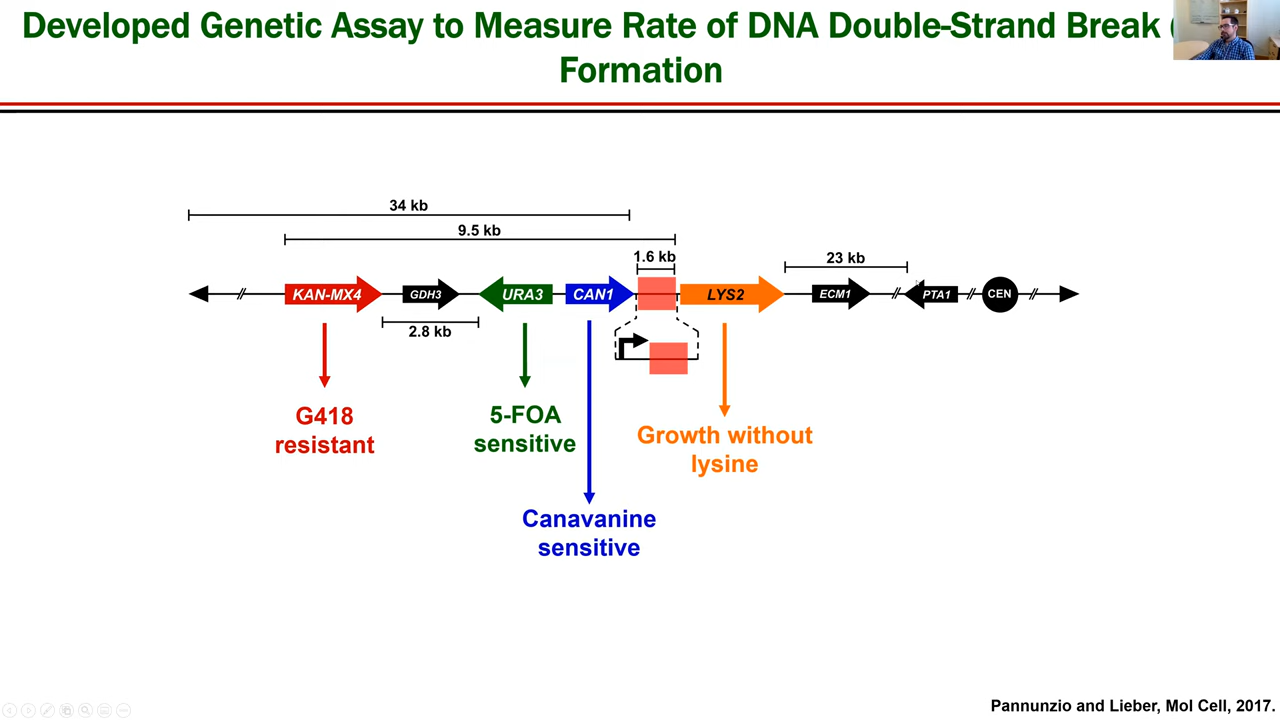 Developed Genetic Assay to Measure Rate of DNA Double-Strand Break
Formation
34 kb
9.5 kb
1.6 kb
23 kb
KAN-MX4
GDH3
URA3
CAN1
LYS2
ECM1
PTA1
CEN
2.8 kb
G418
resistant
5-FOA
sensitive
Growth without
lysine
Canavanine
sensitive
Pannunzio and Lieber, Mol Cell, 2017.